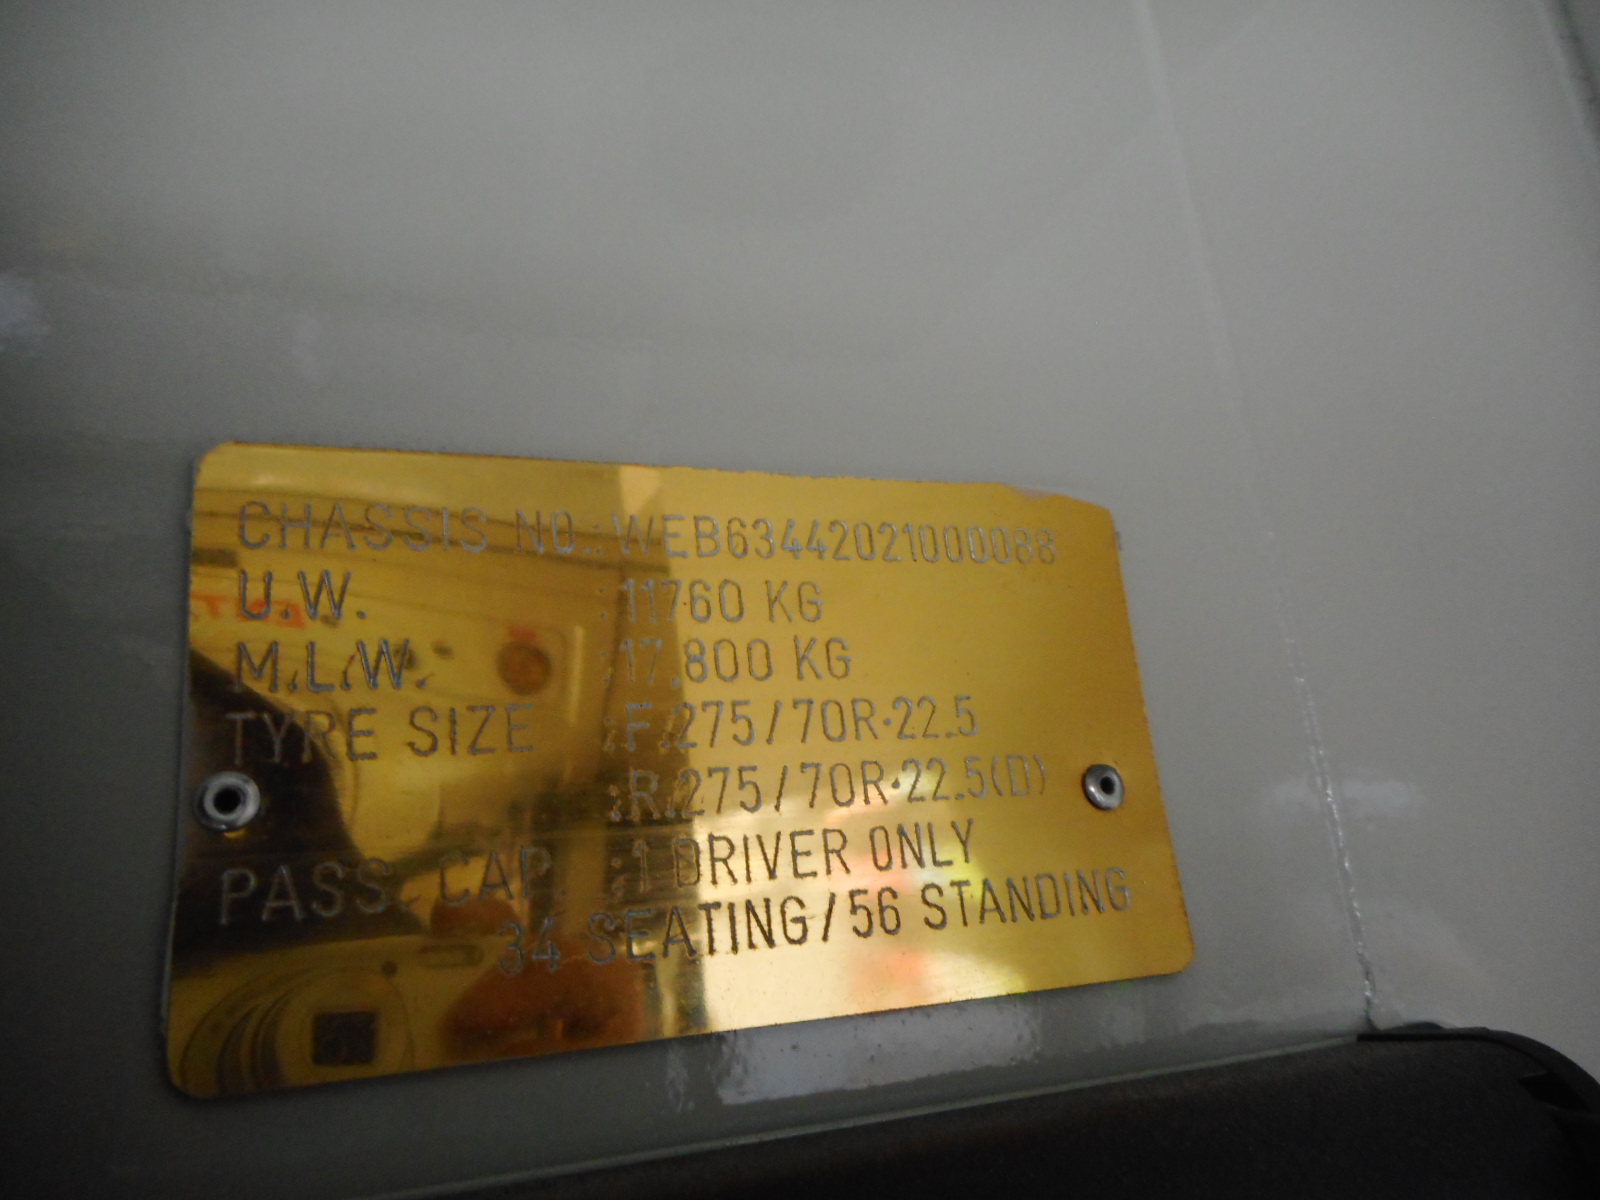 CHASSIS NO.:WEB63442021000088
U.W. :11760 KG
M.L.W. :17,800 KG
TYRE SIZE :F.275/70R.22.5
:R.275/70R.22.5(D)
PASS. CAP. :1 DRIVER ONLY
34 SEATING/56 STANDING